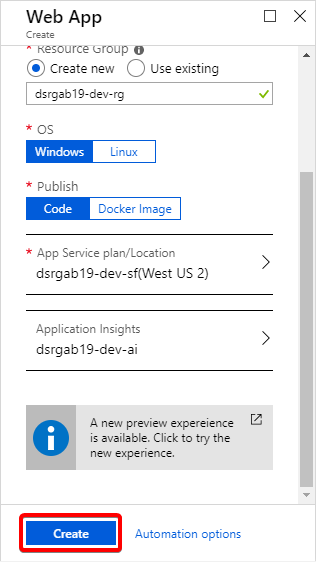 Web App
Create
* Resource Group
Create new Use existing
dsrgab19-dev-rg
* OS
Windows Linux
* Publish
Code Docker Image
* App Service plan/Location
dsrgab19-dev-sf(West US 2)
Application Insights
dsrgab19-dev-ai
A new preview expereience
is available. Click to try the
new experience.
Create Automation options